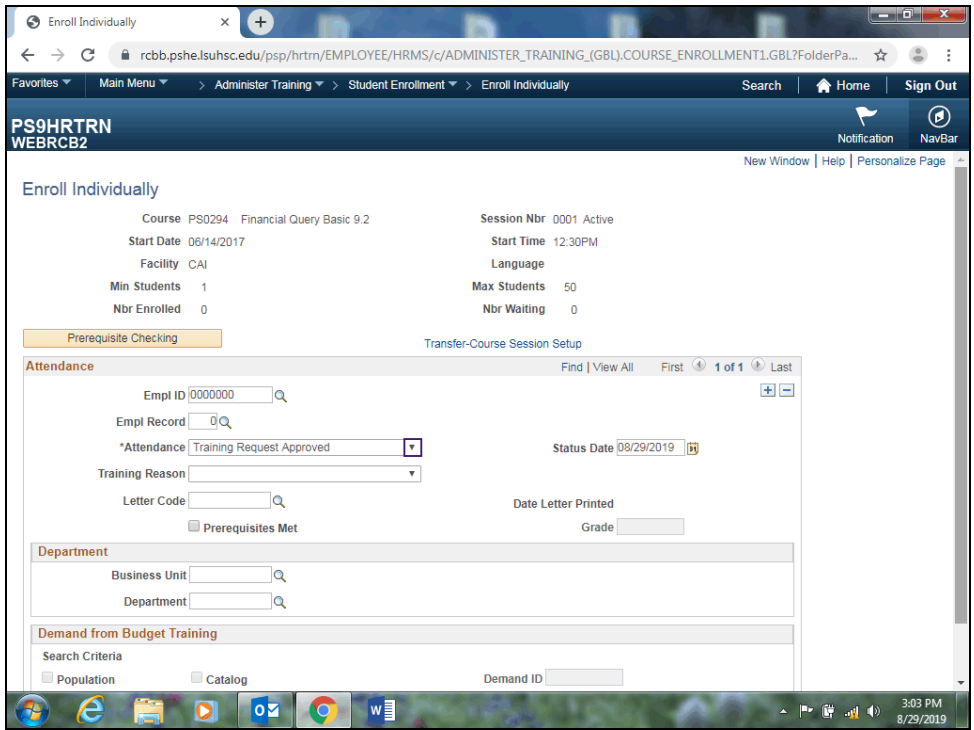 Enroll Individually
rcbb.pshe.lsuhsc.edu/psp/hrtrn/EMPLOYEE/HRMS/c/ADMINISTER_TRAINING_(GBL).COURSE_ENROLLMENT1.GBL?FolderPa...
Favorites Main Menu > Administer Training > Student Enrollment > Enroll Individually Search Home Sign Out
PS9HRTRN
WEBRCB2
Notification NavBar
New Window | Help | Personalize Page
Enroll Individually
Course PS0294 Financial Query Basic 9.2 Session Nbr 0001 Active
Start Date 06/14/2017 Start Time 12:30PM
Facility CAI Language
Min Students 1 Max Students 50
Nbr Enrolled 0 Nbr Waiting 0
Prerequisite Checking Transfer-Course Session Setup
Attendance Find | View All First 1 of 1 Last
Empl ID 0000000
Empl Record 0
*Attendance Training Request Approved Status Date 08/29/2019
Training Reason
Letter Code Date Letter Printed
Prerequisites Met Grade
Department
Business Unit
Department
Demand from Budget Training
Search Criteria
Population Catalog Demand ID
3:03 PM
8/29/2019